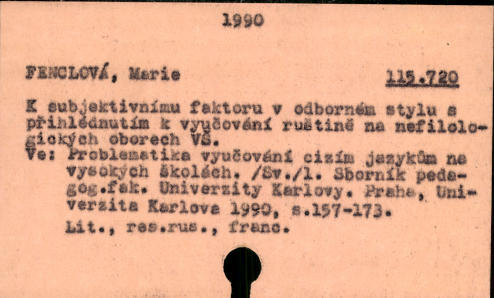 1990
FENCLOVÁ, Marie
115.720
K subjektivnímu faktoru v odborném stylu s
přihlédnutím k vyučování ruštině na nefilolo-
gických oborech VŠ.
Ve: Problematika vyučování cizím jazykům na
vysokých školách. /Sv./1. Sborník peda-
gog.fak. Univerzity Karlovy. Praha, Uni-
verzita Karlova 1990, s.157-173.
Lit., res.rus., franc.